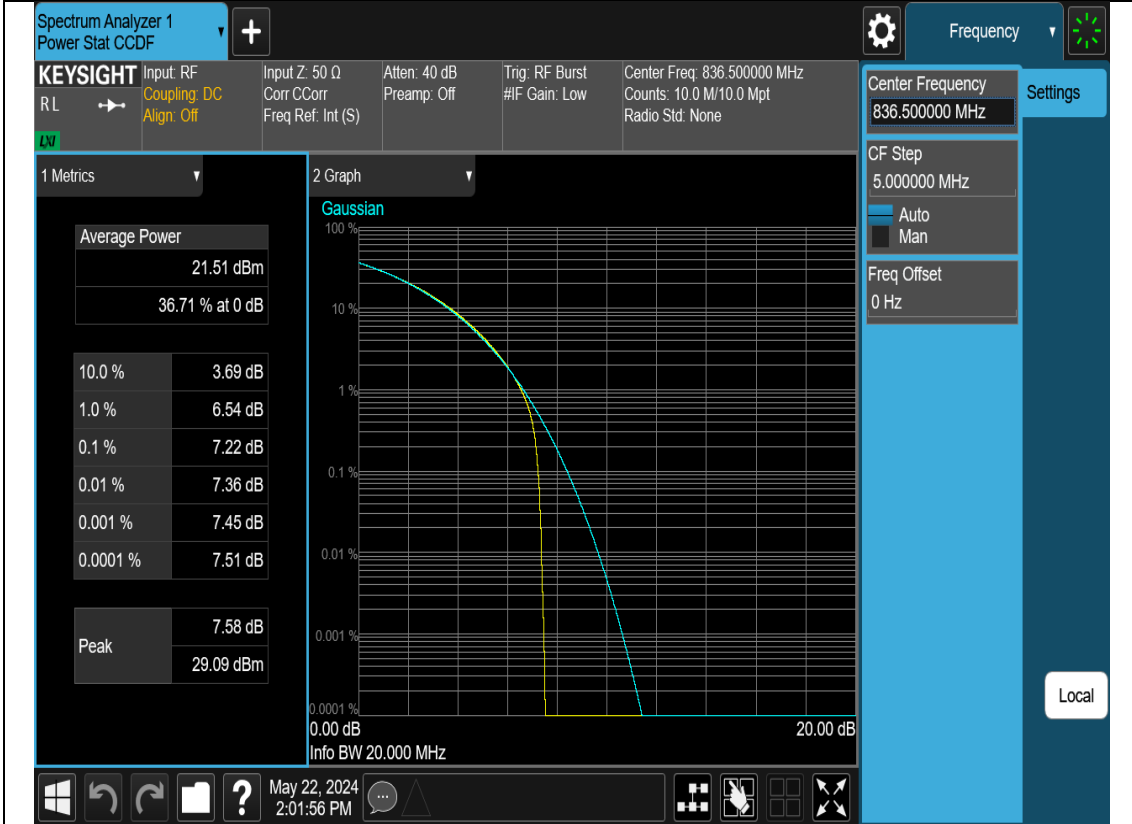 Spectrum Analyzer 1
Power Stat CCDF
Frequency
KEYSIGHT
R L
LXI
Input: RF
Coupling: DC
Align: Off
Input Z: 50 Ω
Corr CCorr
Freq Ref: Int (S)
Atten: 40 dB
Preamp: Off
Trig: RF Burst
#IF Gain: Low
Center Freq: 836.500000 MHz
Counts: 10.0 M/10.0 Mpt
Radio Std: None
Center Frequency
836.500000 MHz
Settings
CF Step
5.000000 MHz
Auto
Man
Freq Offset
0 Hz
1 Metrics
Average Power
21.51 dBm
36.71 % at 0 dB
10.0 % 3.69 dB
1.0 % 6.54 dB
0.1 % 7.22 dB
0.01 % 7.36 dB
0.001 % 7.45 dB
0.0001 % 7.51 dB
Peak
7.58 dB
29.09 dBm
2 Graph
Gaussian
100 %
10 %
1 %
0.1 %
0.01 %
0.001 %
0.0001 %
0.00 dB 20.00 dB
Info BW 20.000 MHz
Local
?
May 22, 2024
2:01:56 PM